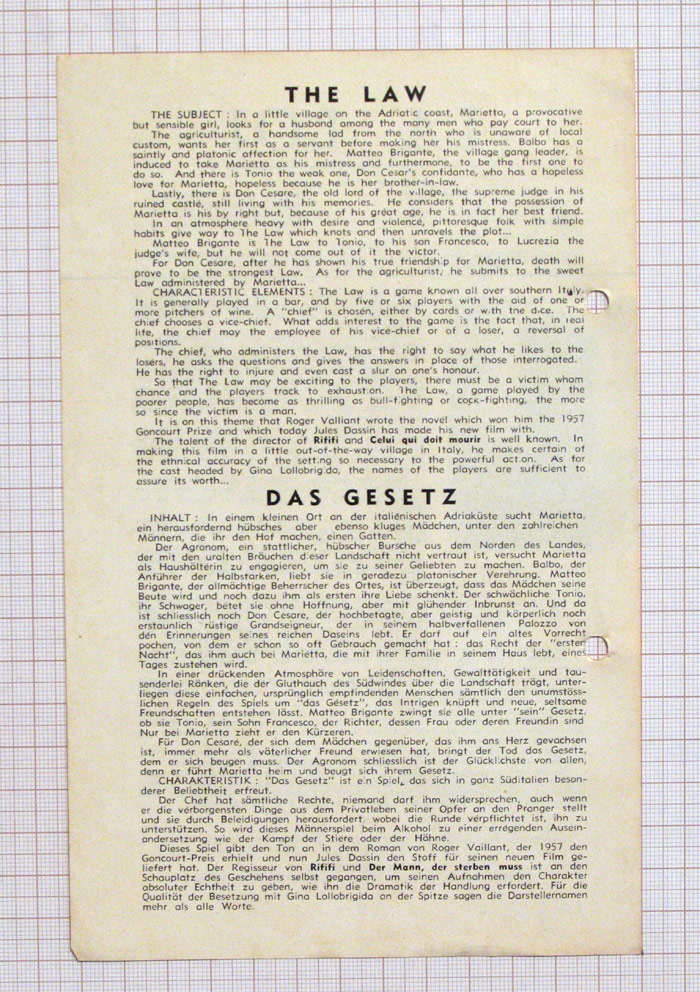 THE LAW
THE SUBJECT : In a little village on the Adriatic coast, Marietta, a provocative
but sensible girl, looks for a husband among the many men who pay court to her.
The agriculturist, a handsome lad from the north who is unaware of local
custom, wants her first as a servant before making her his mistress. Balbo has a
saintly and platonic affection for her. Matteo Brigante, the village gang leader, is
induced to take Marietta as his mistress and furthermone, to be the first one to
do so. And there is Tonio the weak one, Don Cesar's confidante, who has a hopeless
love for Marietta, hopeless because he is her brother-in-law.
Lastly, there is Don Cesare, the old lord of the village, the supreme judge in his
ruined castle, still living with his memories. He considers that the possession of
Marietta is his by right but, because of his great age, he is in fact her best friend.
In an atmosphere heavy with desire and violence, pittoresque folk with simple
habits give way to The Law which knots and then unravels the plot...
Matteo Brigante is The Law to Tonio, to his son Francesco, to Lucrezia the
judge's wife, but he will not come out of it the victor.
For Don Cesare, after he has shown his true friendship for Marietta, death will
prove to be the strongest Law. As for the agriculturist, he submits to the sweet
Law administered by Marietta...
CHARACTERISTIC ELEMENTS : The Law is a game known all over southern Italy.
It is generally played in a bar, and by five or six players with the aid of one or
more pitchers of wine. A "chief" is chosen, either by cards or with the dice. The
chief chooses a vice-chief. What adds interest to the game is the fact that, in real
life, the chief may the employee of his vice-chief or of a loser, a reversal of
positions.
The chief, who administers the Law, has the right to say what he likes to the
losers, he asks the questions and gives the answers in place of those interrogated.
He has the right to injure and even cast a slur on one's honour.
So that The Law may be exciting to the players, there must be a victim whom
chance and the players track to exhaustion. The Law, a game played by the
poorer people, has become as thrilling as bull-fighting or cock-fighting, the more
so since the victim is a man.
It is on this theme that Roger Valliant wrote the novel which won him the 1957
Goncourt Prize and which today Jules Dassin has made his new film with.
The talent of the director of Rififi and Celui qui doit mourir is well known. In
making this film in a little out-of-the-way village in Italy, he makes certain of
the ethnical accuracy of the setting so necessary to the powerful action. As for
the cast headed by Gina Lollobrigida, the names of the players are sufficient to
assure its worth...
DAS GESETZ
INHALT : In einem kleinen Ort an der italienischen Adriaküste sucht Marietta,
ein herausfordernd hübsches aber ebenso kluges Mädchen, unter den zahlreichen
Männern, die ihr den Hof machen, einen Gatten.
Der Agronom, ein stattlicher, hübscher Bursche aus dem Norden des Landes,
der mit den uralten Bräuchen dieser Landschaft nicht vertraut ist, versucht Marietta
als Haushälterin zu engagieren, um sie zu seiner Geliebten zu machen. Balbo, der
Anführer der Halbstarken, liebt sie in geradezu platonischer Verehrung. Matteo
Brigante, der allmächtige Beherrscher des Ortes, ist überzeugt, dass das Mädchen seine
Beute wird und noch dazu ihm als ersten ihre Liebe schenkt. Der schwächliche Tonio,
ihr Schwager, betet sie ohne Hoffnung, aber mit glühender Inbrunst an. Und da
ist schliesslich noch Don Cesare, der hochbetagte, aber geistig und körperlich noch
erstaunlich rüstige Grandseigneur, der in seinem halbverfallenen Palozzo von
den Erinnerungen seines reichen Daseins lebt. Er darf auf ein altes Vorrecht
pochen, von dem er schon so oft Gebrauch gemacht hat : das Recht der "ersten
Nacht", das ihm auch bei Marietta, die mit ihrer Familie in seinem Haus lebt, eines
Tages zustehen wird.
In einer drückenden Atmosphäre von Leidenschaften, Gewalttätigkeit und tau-
senderlei Ränken, die der Gluthauch des Südwindes über die Landschaft trägt, unter-
liegen diese einfachen, ursprünglich empfindenden Menschen sämtlich den unumstöss-
lichen Regeln des Spiels um "das Gesetz", das Intrigen knüpft und neue, seltsame
Freundschaften entstehen lässt. Matteo Brigante zwingt sie alle unter "sein" Gesetz,
ob sie Tonio, sein Sohn Francesco, der Richter, dessen Frau oder deren Freundin sind
Nur bei Marietta zieht er den Kürzeren.
Für Don Cesare, der sich dem Mädchen gegenüber, das ihm ans Herz gevachsen
ist, immer mehr als väterlicher Freund erwiesen hat, bringt der Tod das Gesetz,
dem er sich beugen muss. Der Agronom schliesslich ist der Glücklichste von allen,
denn er führt Marietta heim und beugt sich ihrem Gesetz.
CHARAKTERISTIK : "Das Gesetz" ist ein Spiel, das sich in ganz Süditalien beson-
derer Beliebtheit erfreut.
Der Chef hat sämtliche Rechte, niemand darf ihm widersprechen, auch wenn
er die verborgensten Dinge aus dem Privatleben seiner Opfer an den Pranger stellt
und sie durch Beleidigungen herausfordert, wobei die Runde verpflichtet ist, ihn zu
unterstützen. So wird dieses Männerspiel beim Alkohol zu einer erregenden Ausein-
andersetzung wie der Kampf der Stiere oder der Hähne.
Dieses Spiel gibt den Ton an in dem Roman von Roger Vaillant, der 1957 den
Goncourt-Preis erhielt und nun Jules Dassin den Stoff für seinen neuen Film ge-
liefert hat. Der Regisseur von Rififi und Der Mann, der sterben muss ist an den
Schauplatz des Geschehens selbst gegangen, um seinen Aufnahmen den Charakter
absoluter Echtheit zu geben, wie ihn die Dramatik der Handlung erfordert. Für die
Qualität der Besetzung mit Gina Lollobrigida an der Spitze sagen die Darstellernamen
mehr als alle Worte.